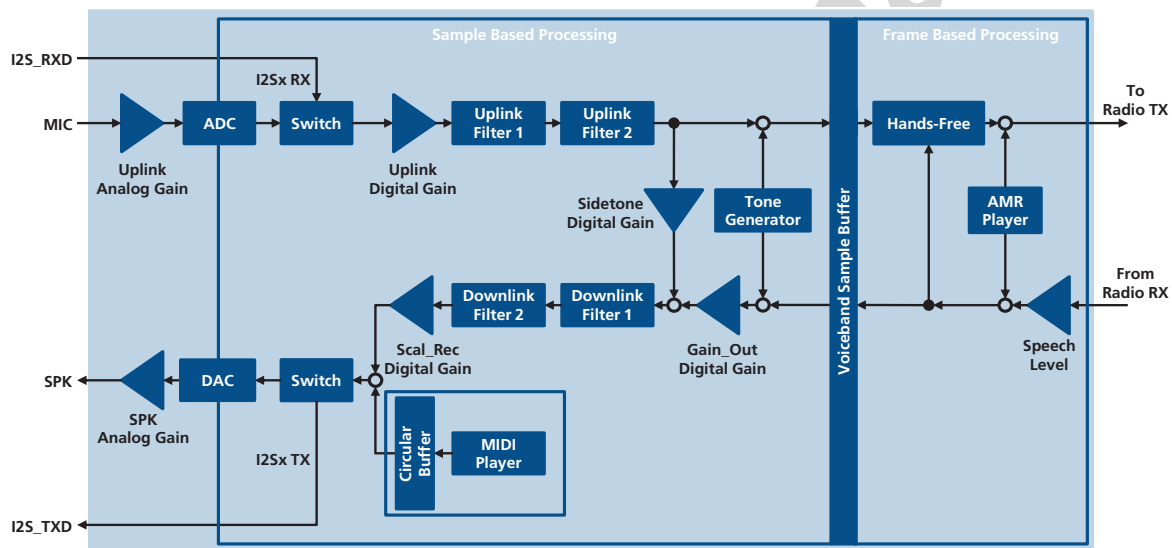 Sample Based Processing
Frame Based Processing
I2S_RXD
I2Sx RX
To
Radio TX
MIC
ADC
Switch
Uplink
Filter 1
Uplink
Filter 2
Hands-Free
Uplink
Analog Gain
Uplink
Digital Gain
Sidetone
Digital Gain
Tone
Generator
AMR
Player
Voiceband Sample Buffer
From
Radio RX
Downlink
Filter 2
Downlink
Filter 1
Scal_Rec
Digital Gain
Gain_Out
Digital Gain
Speech
Level
SPK
DAC
Switch
SPK
Analog Gain
I2Sx TX
Circular
Buffer
MIDI
Player
I2S_TXD